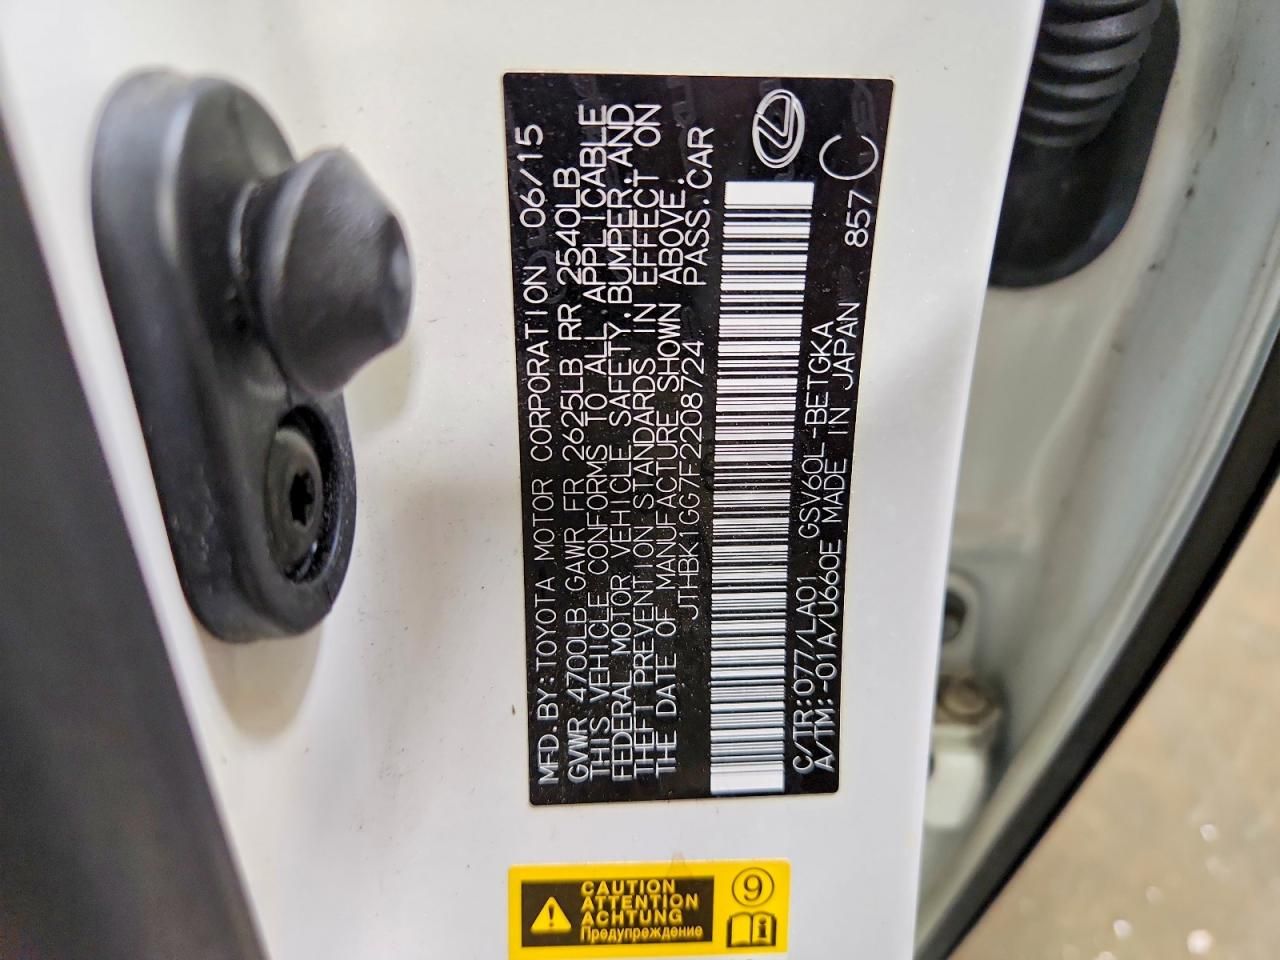 MFD.BY:TOYOTA MOTOR CORPORATION 06/15
GVWR 4700LB GAWR FR 2625LB RR 2540LB
THIS VEHICLE CONFORMS TO ALL APPLICABLE
FEDERAL MOTOR VEHICLE SAFETY,BUMPER,AND
THEFT PREVENTION STANDARDS IN EFFECT ON
THE DATE OF MANUFACTURE SHOWN ABOVE.
JTHBK1GG7F2208724 PASS.CAR
C/TR:077/LA01 GSV60L-BETGKA 857
A/TM:-01A/U660E MADE IN JAPAN C
CAUTION
ATTENTION
ACHTUNG
Предупреждение
9